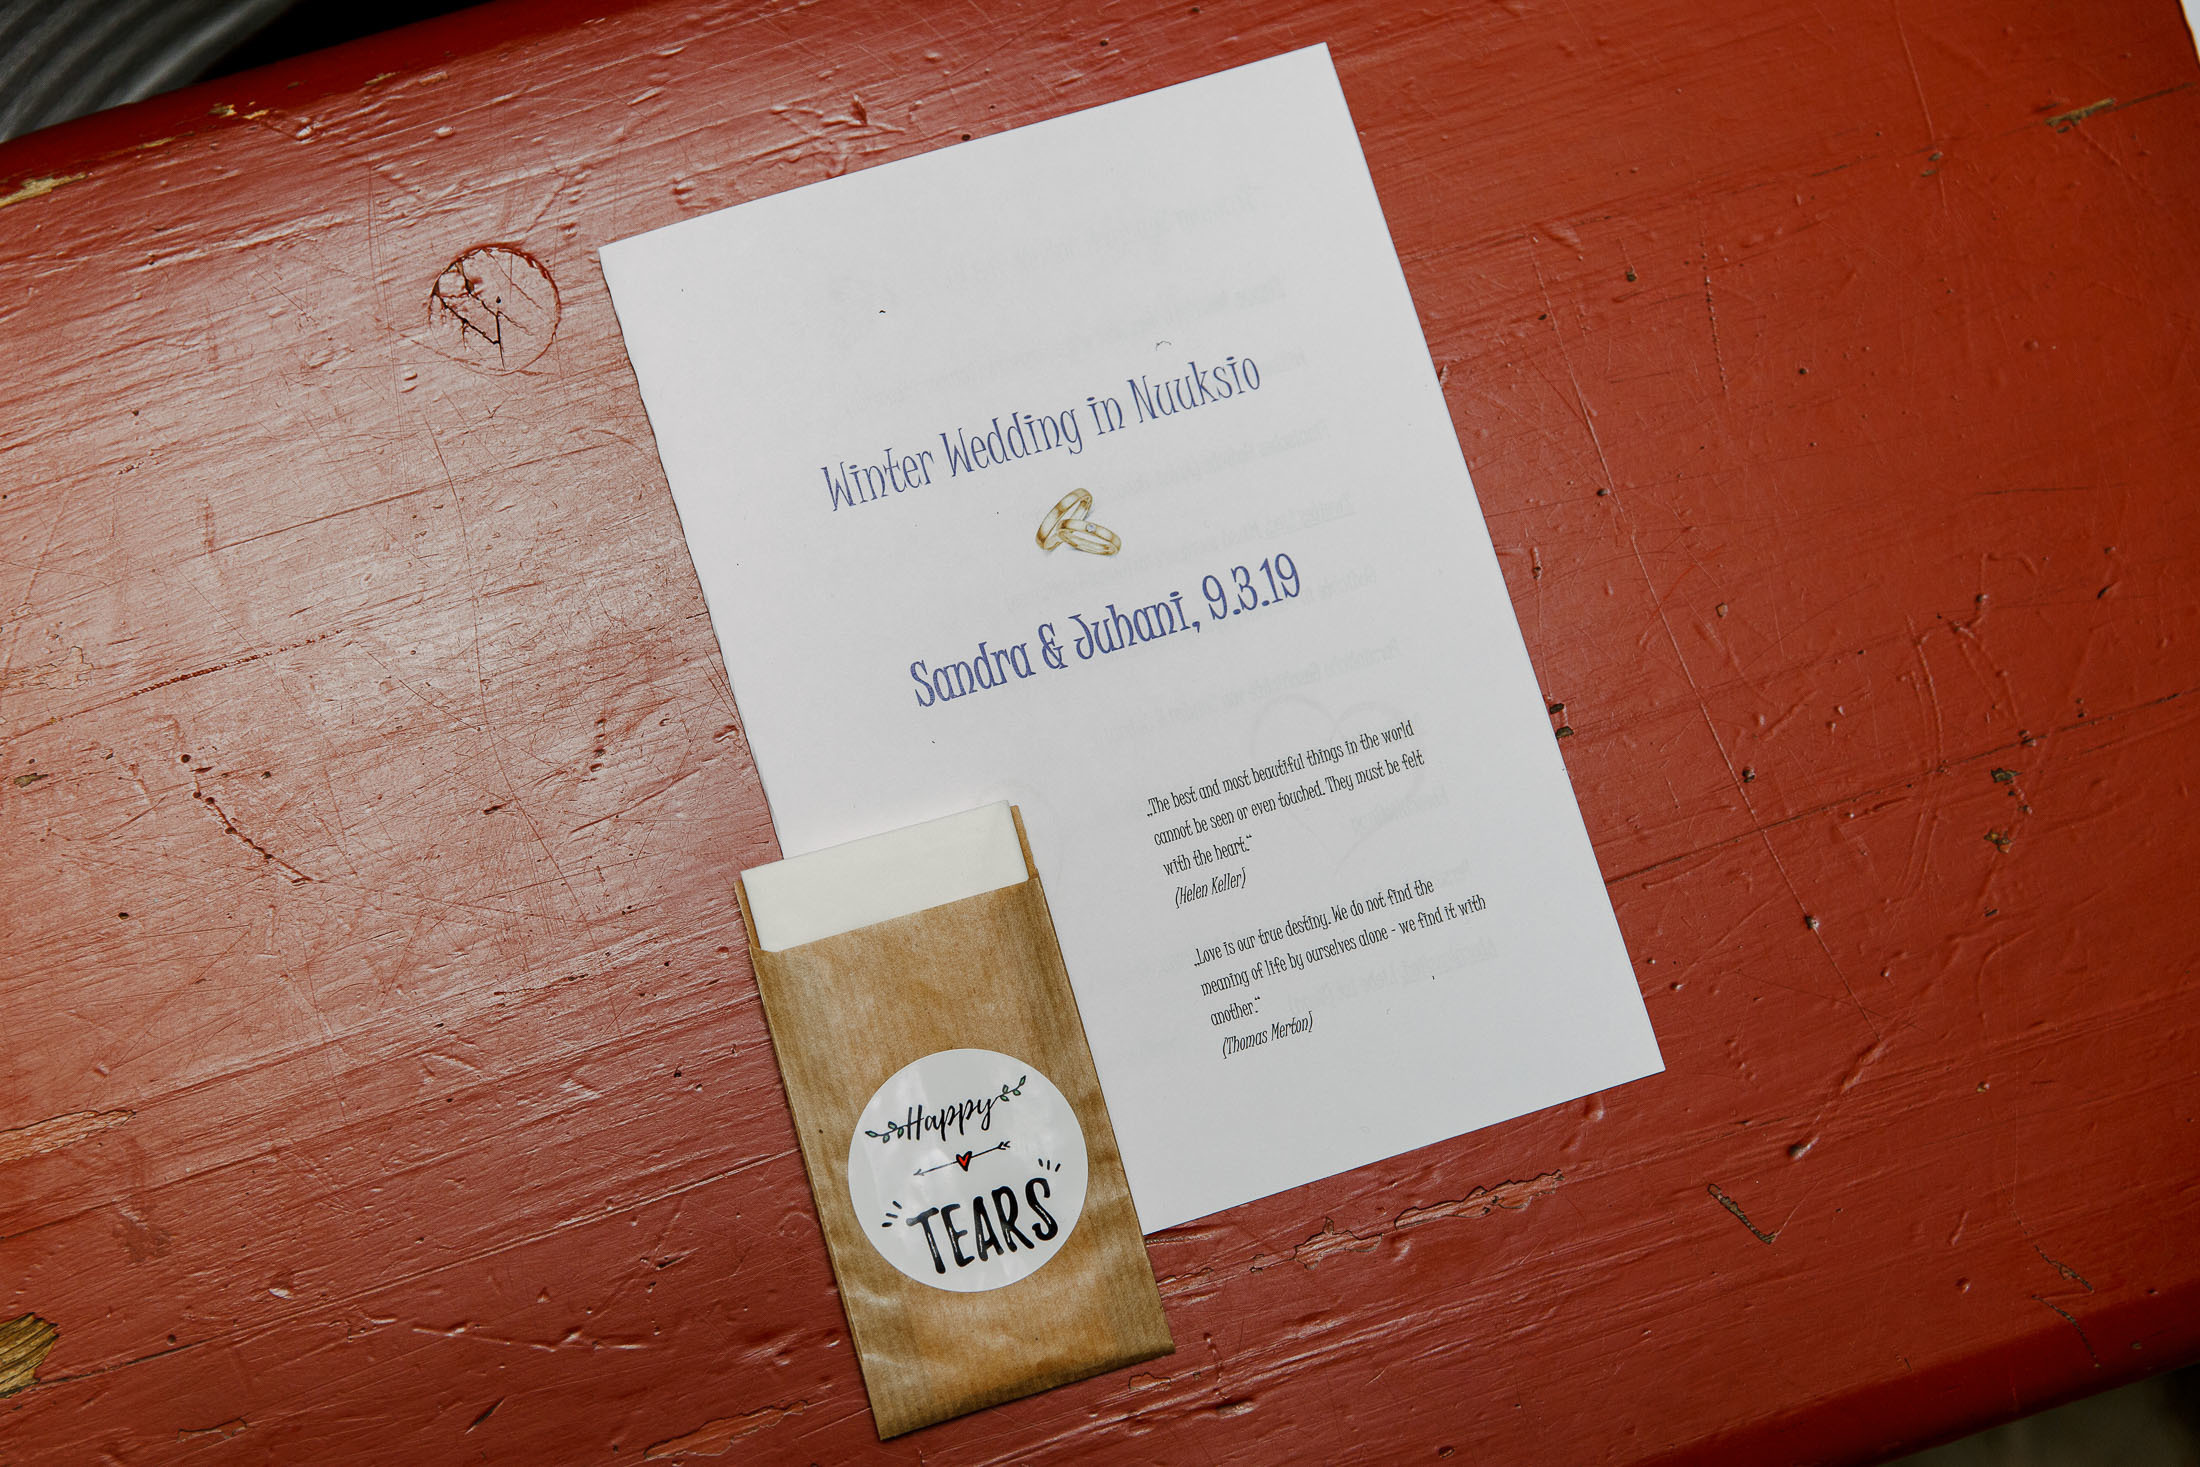 Winter Wedding in Nuuksio
Sandra & Juhani, 9.3.19
„The best and most beautiful things in the world
cannot be seen or even touched. They must be felt
with the heart.“
(Helen Keller)
„Love is our true destiny. We do not find the
meaning of life by ourselves alone - we find it with
another.“
(Thomas Merton)
Happy
TEARS